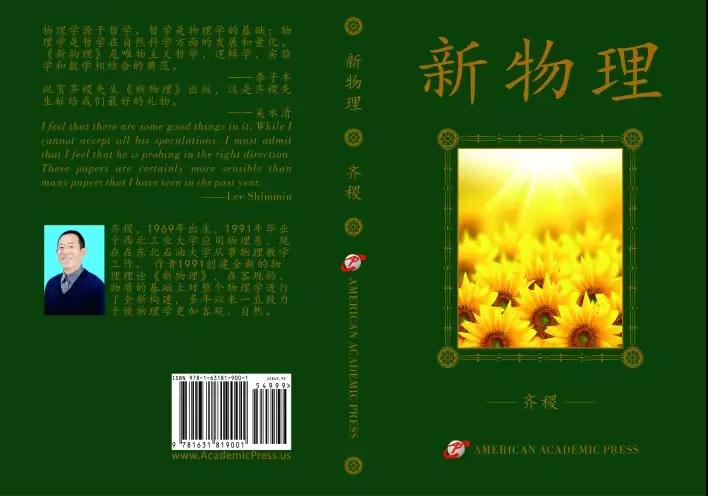 物理学源于哲学。哲学是物理学的基础；物
理学是哲学在自然科学方面的发展和量化。
《新物理》是唯物主义哲学、逻辑学、实验
学和数学相结合的典范。
——李子丰
祝贺齐稷先生《新物理》出版，这是齐稷先
生献给我们最好的礼物。
——吴水清
I feel that there are some good things in it. While I
cannot accept all his speculations. I must admit
that I feel that he is probing in the right direction.
These papers are certainly more sensible than
many papers that I have seen in the past year.
——Lee Shimmin
齐稷，1969年出生，1991年毕业
于西北工业大学应用物理系，现
在在东北石油大学从事物理教学
工作。作者1991创建全新的物
理理论《新物理》，在客观的、
物质的基础上对整个物理学进行
了全新构建，多年以来一直致力
于使物理学更加客观、自然。
ISBN 978-1-63181-900-1
54999>
9 781631 819001
www.AcademicPress.us
新物理
齐稷
AMERICAN ACADEMIC PRESS
新物理
——齐稷——
AMERICAN ACADEMIC PRESS